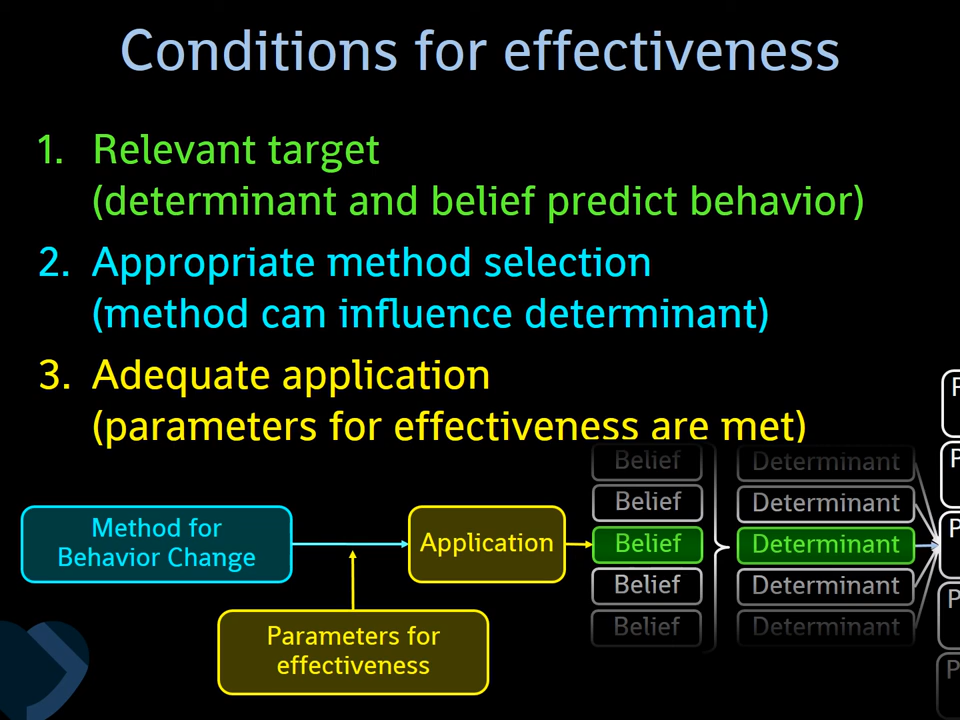 Conditions for effectiveness
1. Relevant target
(determinant and belief predict behavior)
2. Appropriate method selection
(method can influence determinant)
3. Adequate application
(parameters for effectiveness are met)
Method for
Behavior Change
Application
Parameters for
effectiveness
Belief
Belief
Belief
Belief
Belief
Determinant
Determinant
Determinant
Determinant
Determinant